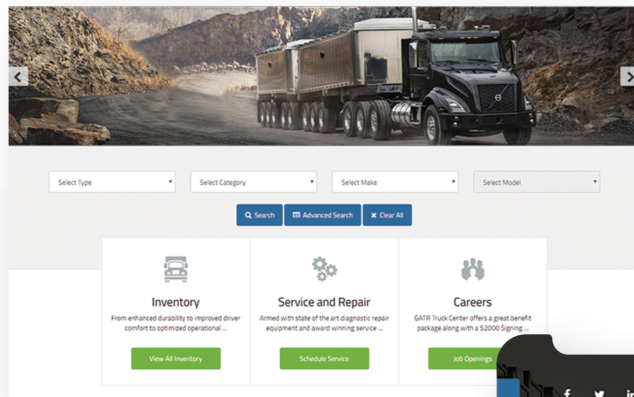 Select Type
Select Category
Select Make
Select Model
Search
Advanced Search
Clear All
Inventory
From enhanced durability to improved driver
comfort to optimized operational ...
View All Inventory
Service and Repair
Armed with state of the art diagnostic repair
equipment and award winning service ...
Schedule Service
Careers
GATR Truck Center offers a great benefit
package along with a $2000 Signing ...
Job Openings